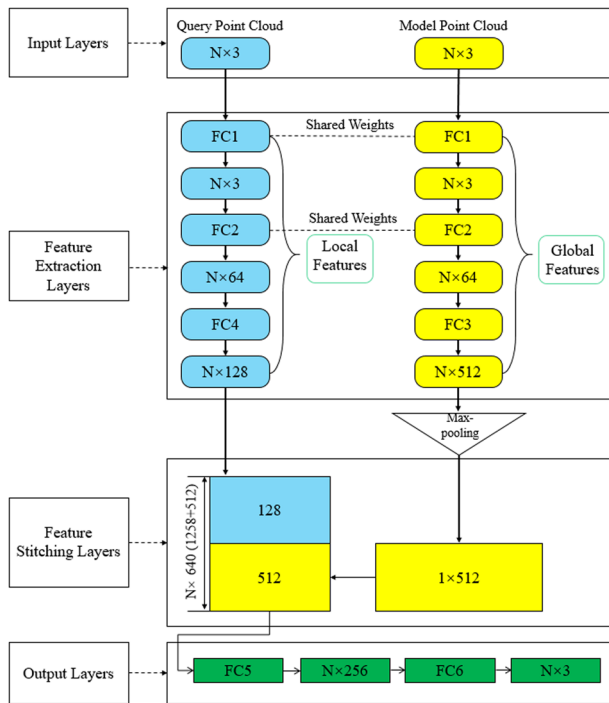 Input Layers
Query Point Cloud
Model Point Cloud
N×3
N×3
Feature
Extraction
Layers
FC1
Shared Weights
FC1
N×3
N×3
FC2
Shared Weights
FC2
Local
Features
Global
Features
N×64
N×64
FC4
FC3
N×128
N×512
Max-
pooling
Feature
Stitching Layers
N× 640 (1258+512)
128
512
1×512
Output Layers
FC5
N×256
FC6
N×3